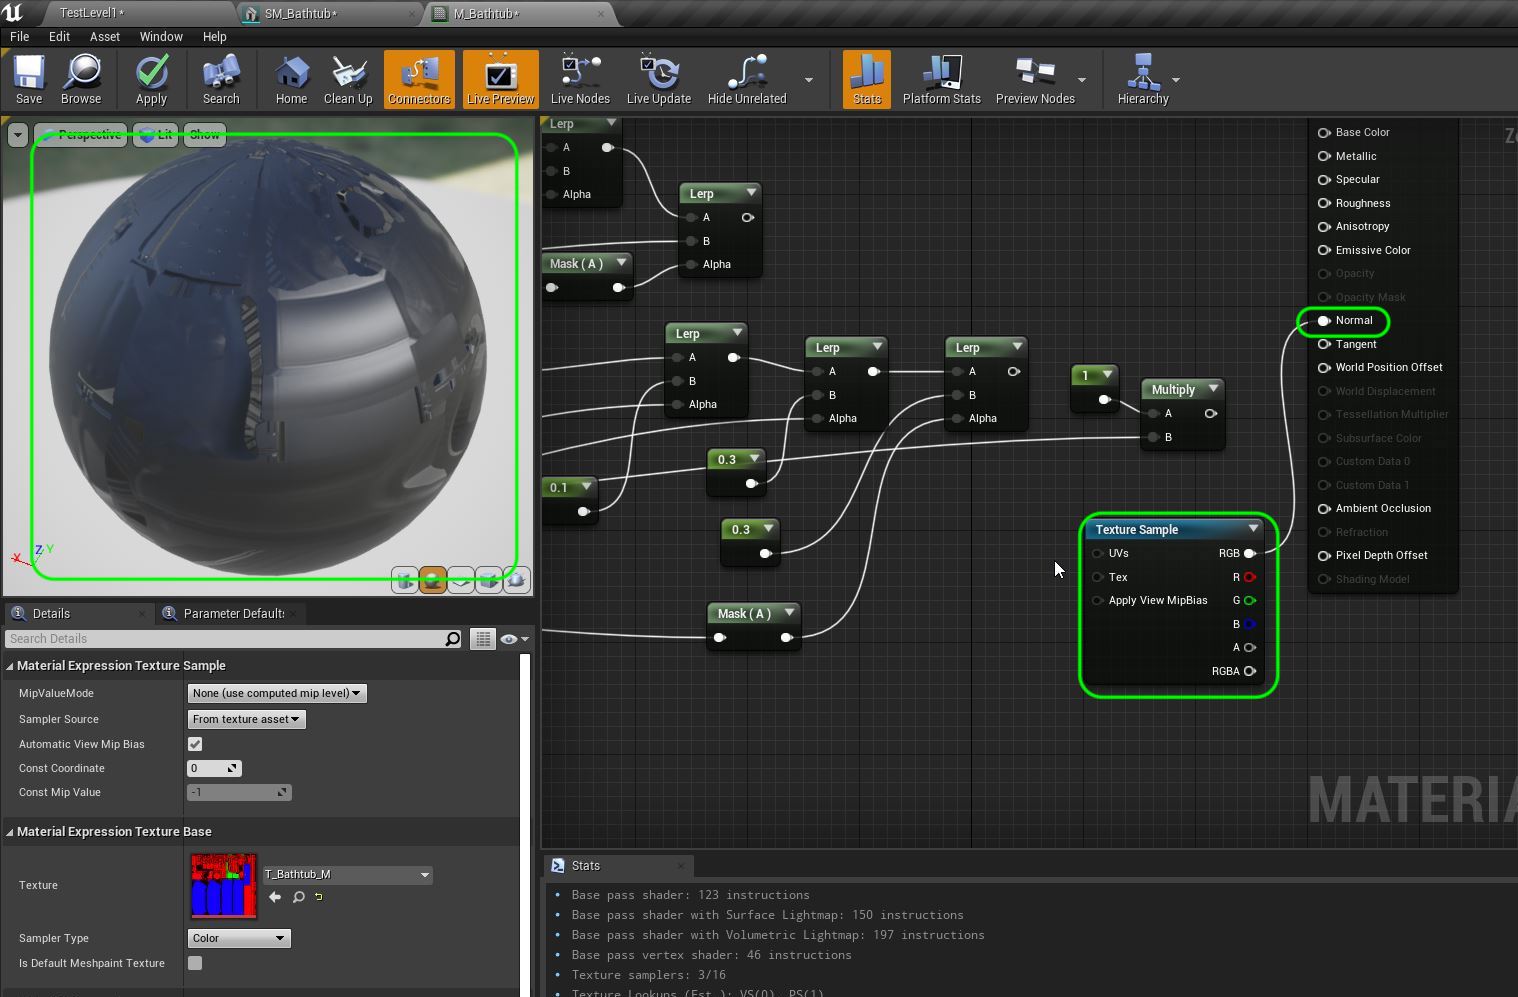 TestLevel1*
SM_Bathtub*
M_Bathtub*
File Edit Asset Window Help
Save Browse Apply Search Home Clean Up Connectors Live Preview Live Nodes Live Update Hide Unrelated Stats Platform Stats Preview Nodes Hierarchy
Perspective Lit Show
X Z Y
Lerp
A
B
Alpha
Lerp
A
B
Alpha
Mask ( A )
Lerp
A
B
Alpha
Lerp
A
B
Alpha
Lerp
A
B
Alpha
1
Multiply
A
B
0.3
0.1
0.3
Mask ( A )
Texture Sample
UVs RGB
Tex R
Apply View MipBias G
B
A
RGBA
Base Color
Metallic
Specular
Roughness
Anisotropy
Emissive Color
Opacity
Opacity Mask
Normal
Tangent
World Position Offset
World Displacement
Tessellation Multiplier
Subsurface Color
Custom Data 0
Custom Data 1
Ambient Occlusion
Refraction
Pixel Depth Offset
Shading Model
MATERIA
Details
Parameter Defaults
Search Details
Material Expression Texture Sample
MipValueMode None (use computed mip level)
Sampler Source From texture asset
Automatic View Mip Bias
Const Coordinate 0
Const Mip Value -1
Material Expression Texture Base
Texture T_Bathtub_M
Sampler Type Color
Is Default Meshpaint Texture
Stats
• Base pass shader: 123 instructions
• Base pass shader with Surface Lightmap: 150 instructions
• Base pass shader with Volumetric Lightmap: 197 instructions
• Base pass vertex shader: 46 instructions
• Texture samplers: 3/16
• Texture Lookups (Est.): VS(0), PS(1)